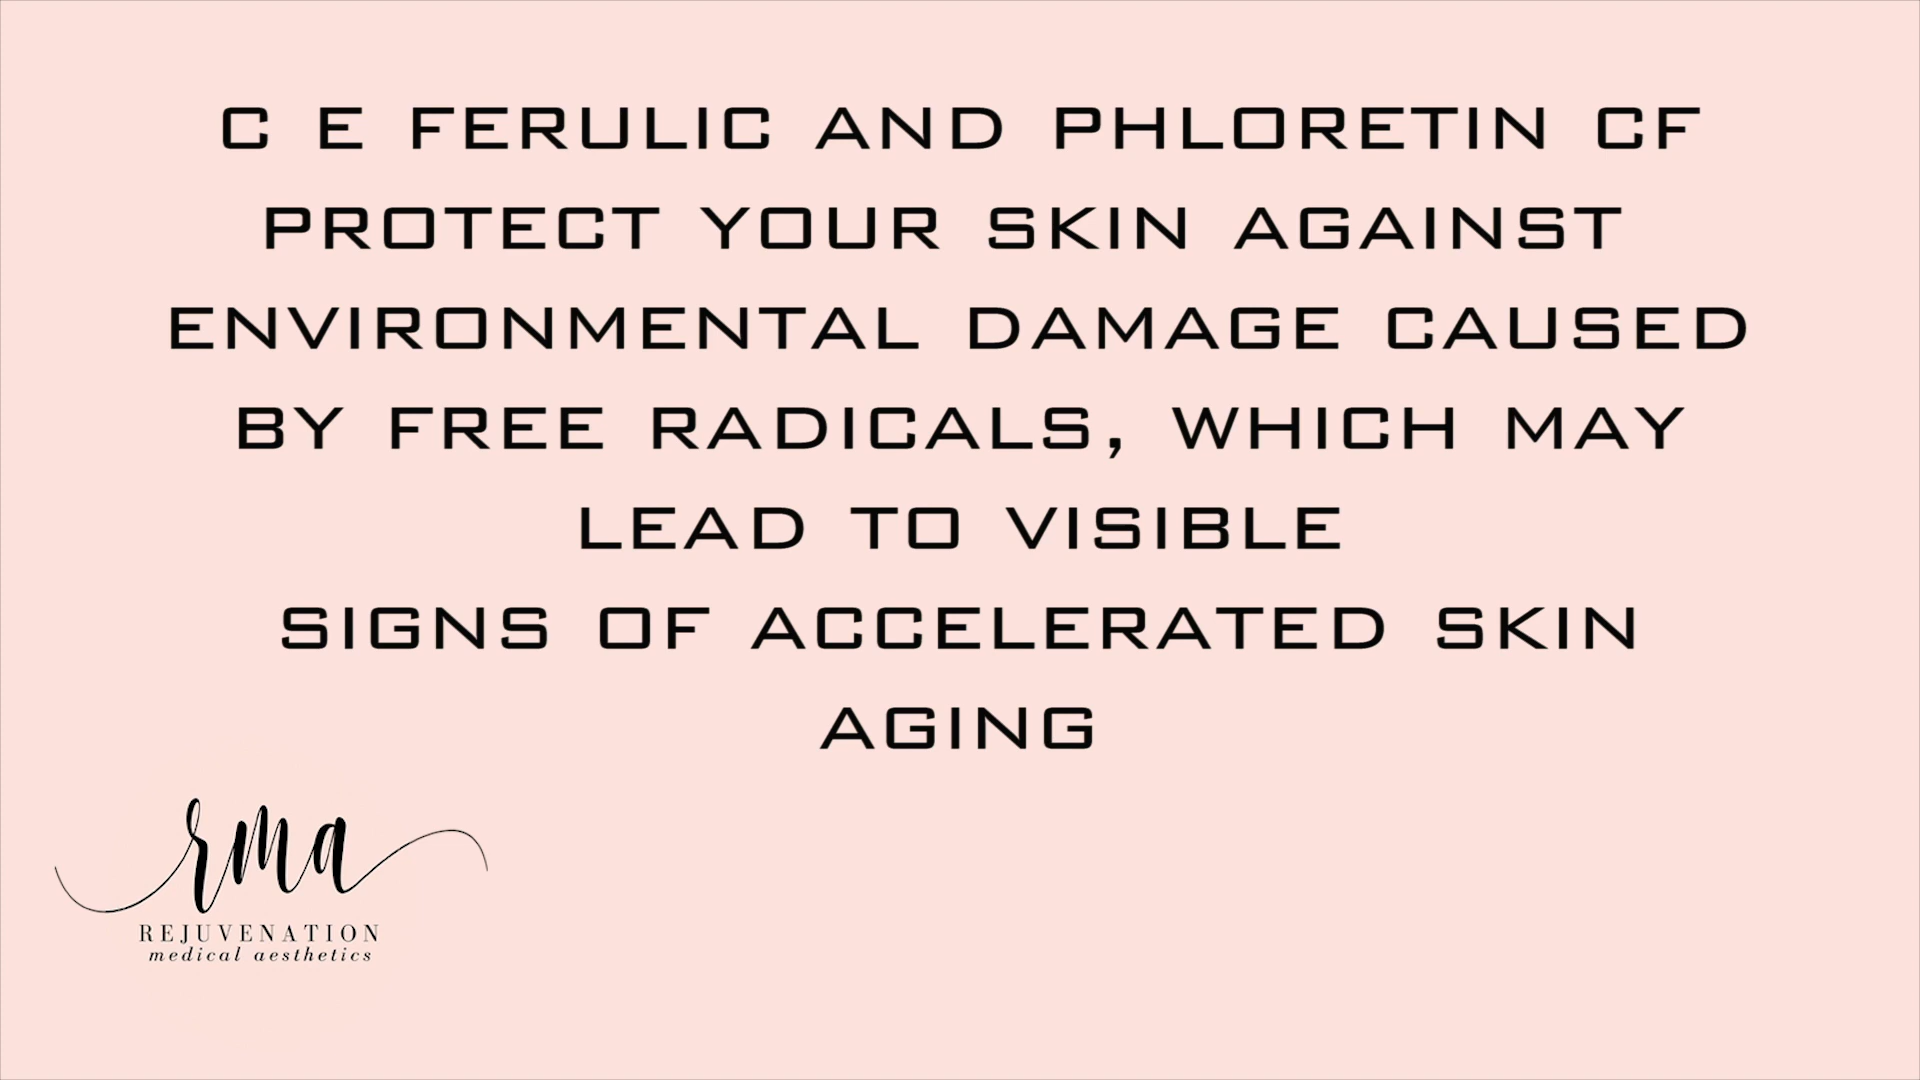 C E FERULIC AND PHLORETIN CF
PROTECT YOUR SKIN AGAINST
ENVIRONMENTAL DAMAGE CAUSED
BY FREE RADICALS, WHICH MAY
LEAD TO VISIBLE
SIGNS OF ACCELERATED SKIN
AGING
rma
REJUVENATION
medical aesthetics